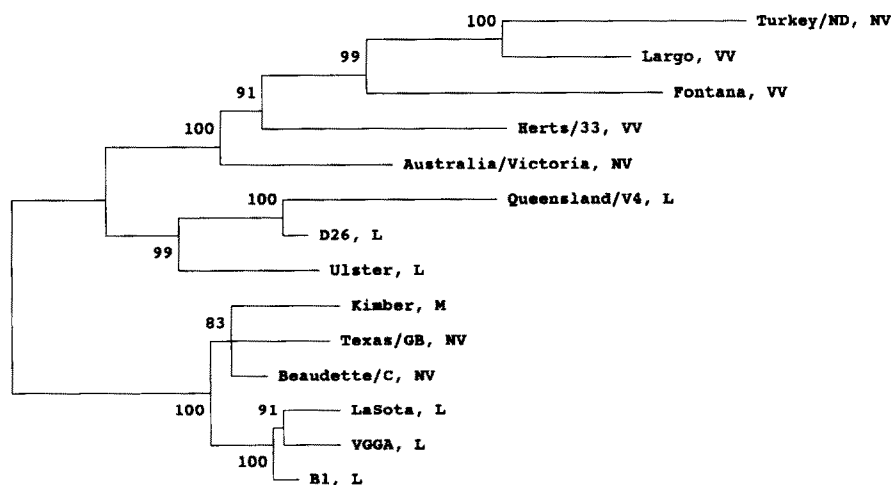 100
Turkey/ND, NV
99
Largo, VV
91
Fontana, VV
100
Herts/33, VV
Australia/Victoria, NV
100
Queensland/V4, L
D26, L
99
Ulster, L
Kimber, M
83
Texas/GB, NV
Beaudette/C, NV
100
91
LaSota, L
VGGA, L
100
B1, L